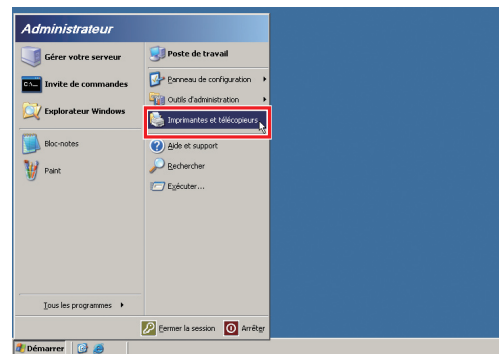 Administrateur
Gérer votre serveur
Invite de commandes
Explorateur Windows
Bloc-notes
Paint
Tous les programmes
Poste de travail
Panneau de configuration
Outils d'administration
Imprimantes et télécopieurs
Aide et support
Rechercher
Exécuter...
Fermer la session
Arrêter
Démarrer